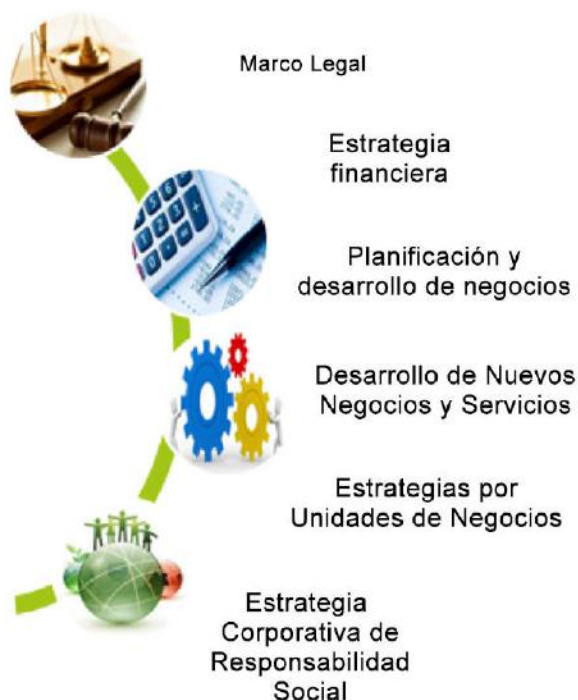 Marco Legal
Estrategia
financiera
Planificación y
desarrollo de negocios
Desarrollo de Nuevos
Negocios y Servicios
Estrategias por
Unidades de Negocios
Estrategia
Corporativa de
Responsabilidad
Social